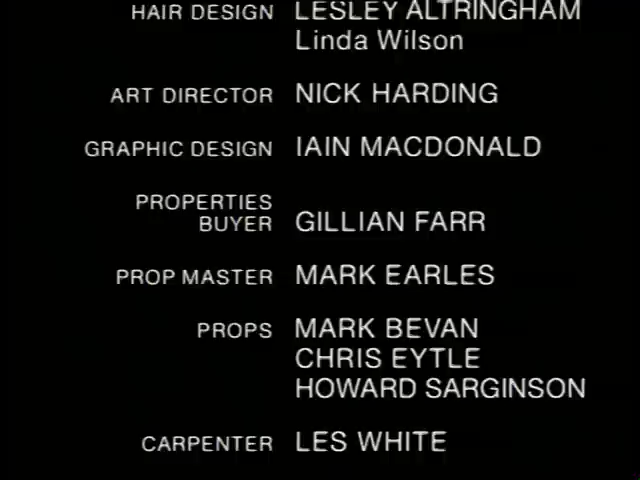 HAIR DESIGN LESLEY ALTRINGHAM
Linda Wilson
ART DIRECTOR NICK HARDING
GRAPHIC DESIGN IAIN MACDONALD
PROPERTIES
BUYER GILLIAN FARR
PROP MASTER MARK EARLES
PROPS MARK BEVAN
CHRIS EYTLE
HOWARD SARGINSON
CARPENTER LES WHITE